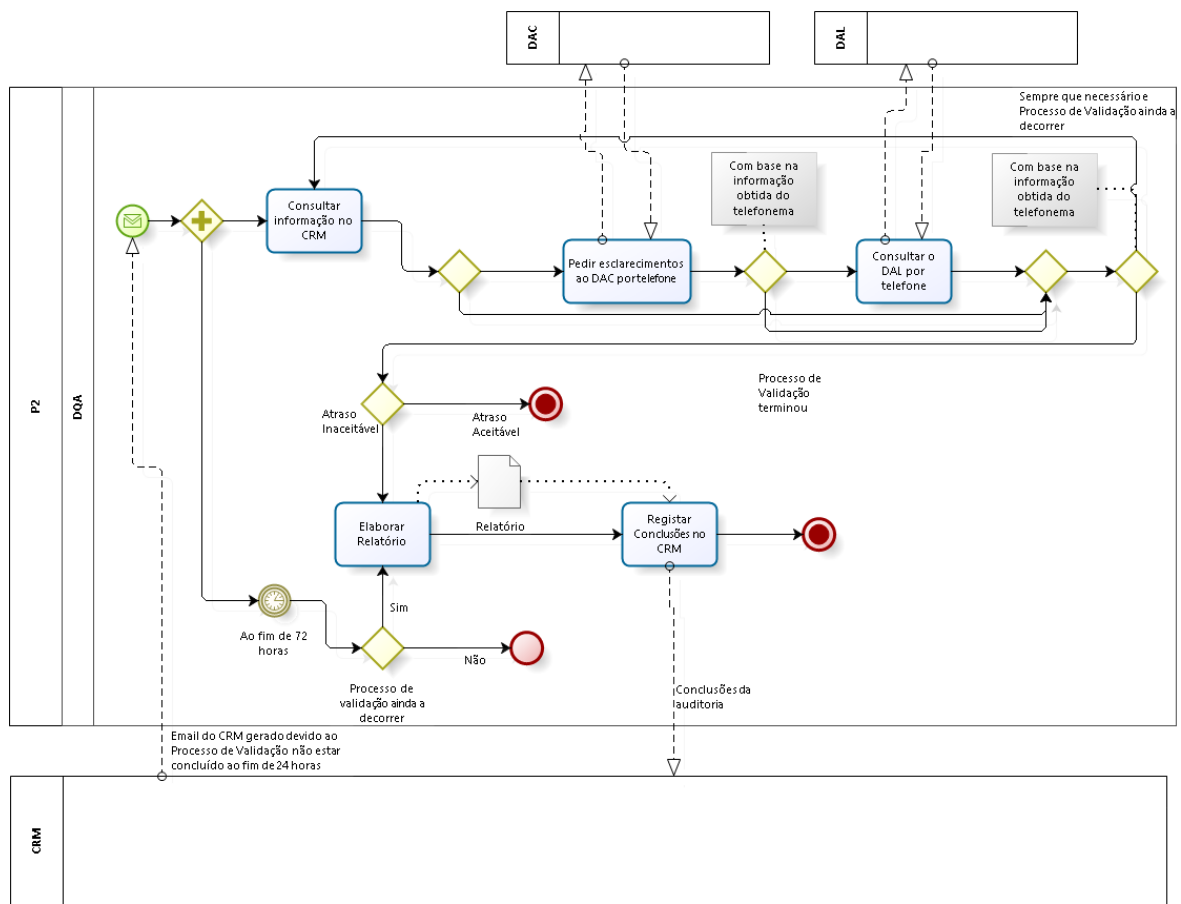 DAC
DAL
Sempre que necessário e
Processo de Validação ainda a
decorrer
P2
DQA
Consultar
informação no
CRM
Pedir esclarecimentos
ao DAC por telefone
Com base na
informação
obtida do
telefonema
Consultar o
DAL por
telefone
Com base na
informação
obtida do
telefonema
Processo de
Validação
terminou
Atraso
Inaceitável
Atraso
Aceitável
Elaborar
Relatório
Relatório
Registar
Conclusões no
CRM
Ao fim de 72
horas
Sim
Não
Processo de
validação ainda a
decorrer
Conclusões da
auditoria
Email do CRM gerado devido ao
Processo de Validação não estar
concluído ao fim de 24 horas
CRM